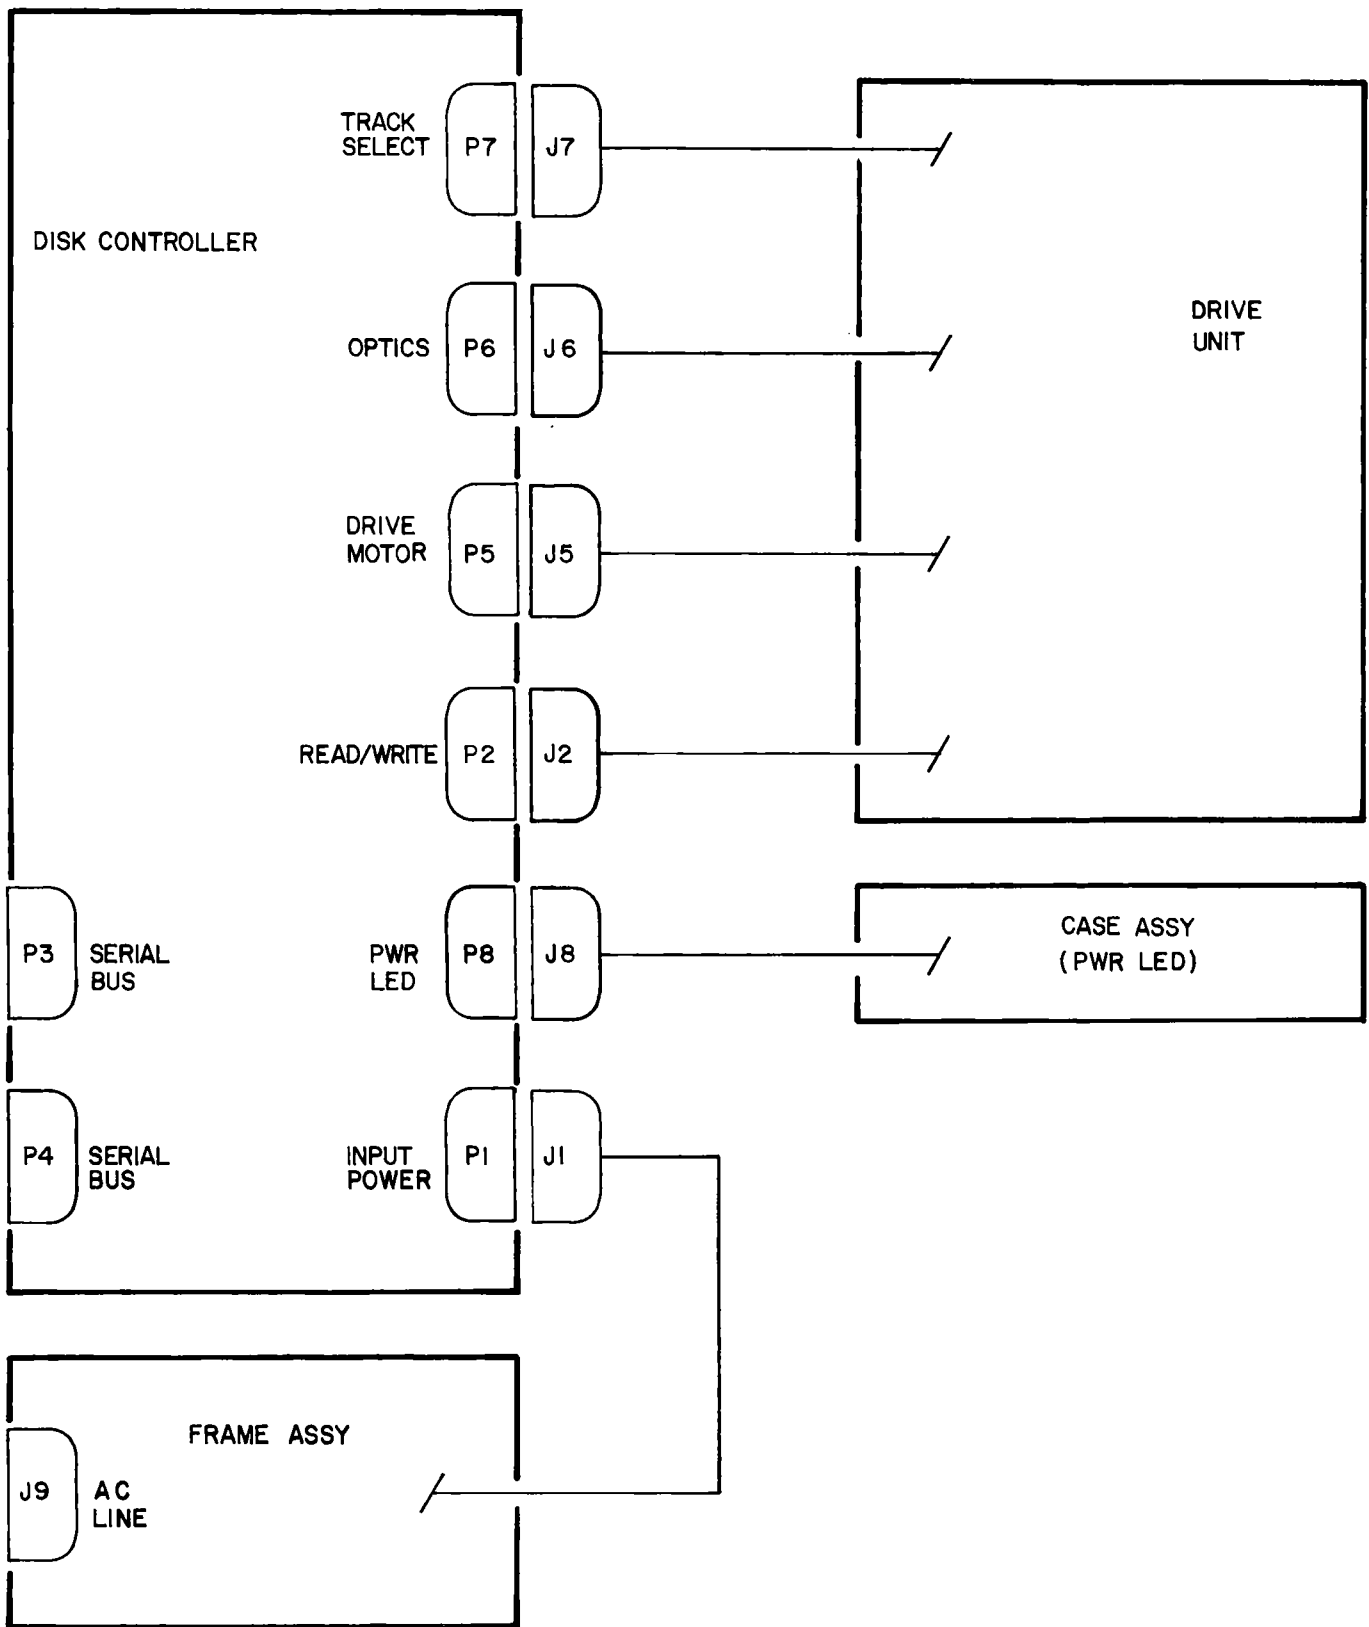 TRACK
SELECT
P7
J7
DISK CONTROLLER
DRIVE
UNIT
OPTICS
P6
J6
DRIVE
MOTOR
P5
J5
READ/WRITE
P2
J2
P3
SERIAL
BUS
PWR
LED
P8
J8
CASE ASSY
(PWR LED)
P4
SERIAL
BUS
INPUT
POWER
P1
J1
FRAME ASSY
J9
AC
LINE